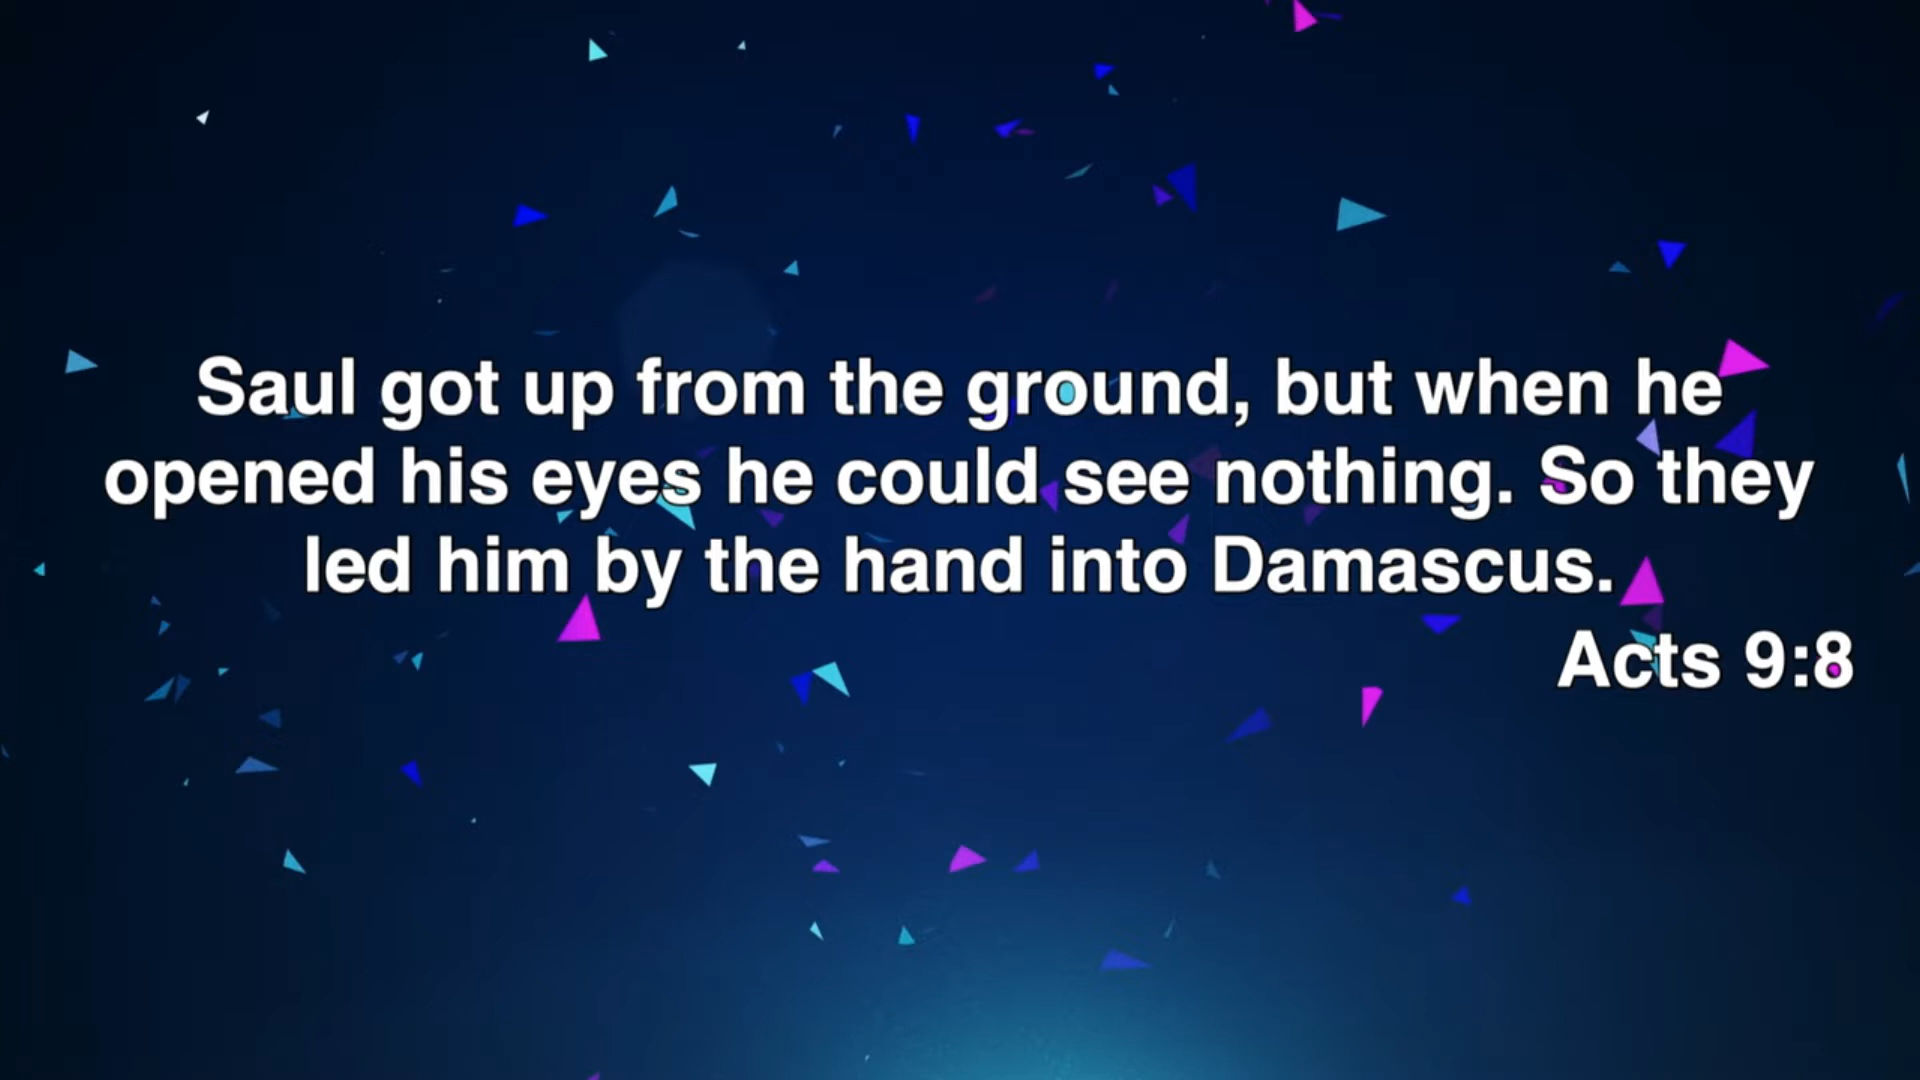 Saul got up from the ground, but when he
opened his eyes he could see nothing. So they
led him by the hand into Damascus.
Acts 9:8